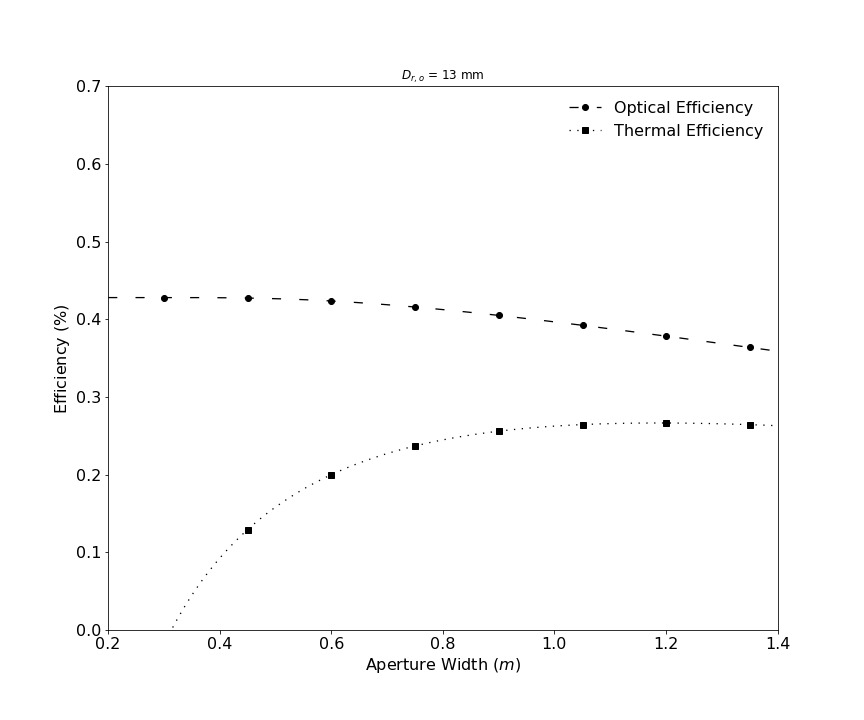 D_{r,o} = 13 mm
0.7
Optical Efficiency
Thermal Efficiency
0.6
0.5
0.4
0.3
0.2
0.1
0.0
Efficiency (%)
0.2 0.4 0.6 0.8 1.0 1.2 1.4
Aperture Width (m)